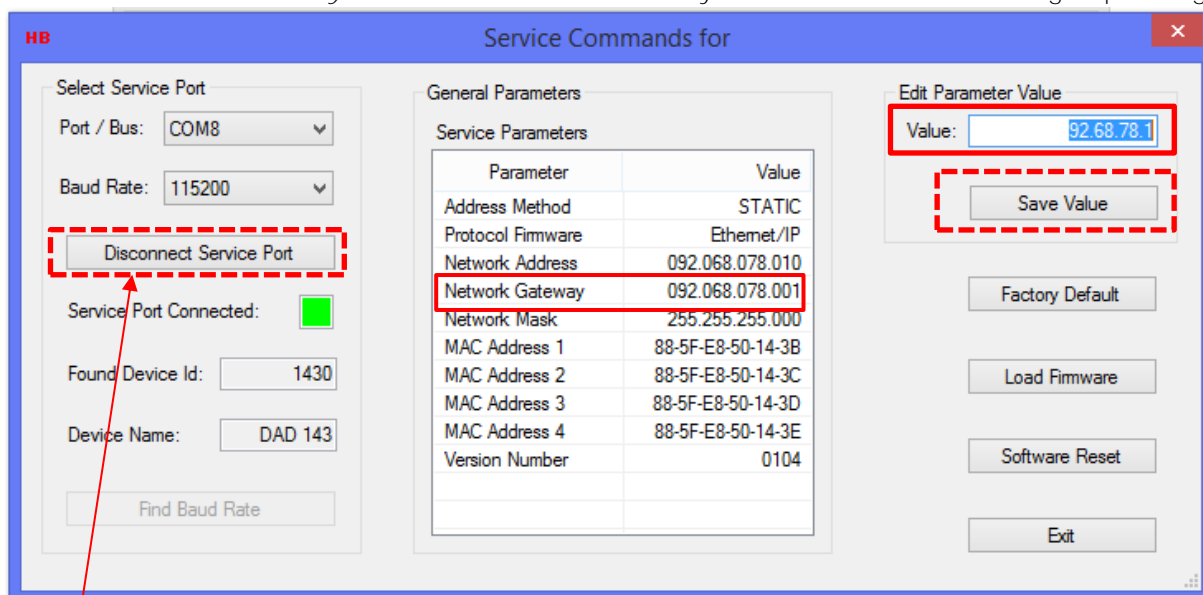 HB
Service Commands for
Select Service Port
Port / Bus: COM8
Baud Rate: 115200
Disconnect Service Port
Service Port Connected:
Found Device Id: 1430
Device Name: DAD 143
Find Baud Rate
General Parameters
Service Parameters
Parameter Value
Address Method STATIC
Protocol Firmware Ethernet/IP
Network Address 092.068.078.010
Network Gateway 092.068.078.001
Network Mask 255.255.255.000
MAC Address 1 88-5F-E8-50-14-3B
MAC Address 2 88-5F-E8-50-14-3C
MAC Address 3 88-5F-E8-50-14-3D
MAC Address 4 88-5F-E8-50-14-3E
Version Number 0104
Edit Parameter Value
Value: 92.68.78.1
Save Value
Factory Default
Load Firmware
Software Reset
Exit